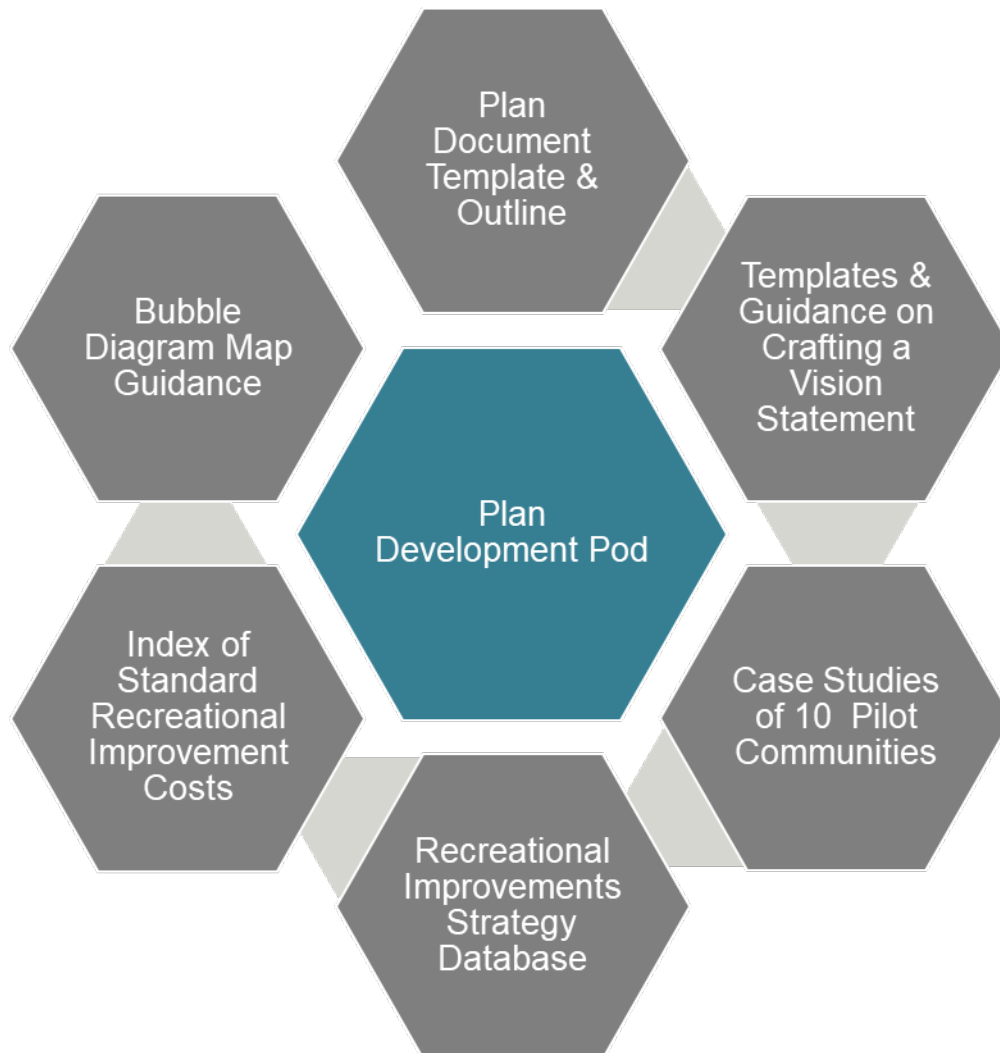 Plan
Document
Template &
Outline
Templates &
Guidance on
Crafting a
Vision
Statement
Case Studies
of 10  Pilot
Communities
Recreational
Improvements
Strategy
Database
Index of
Standard
Recreational
Improvement
Costs
Bubble
Diagram Map
Guidance
Plan
Development Pod